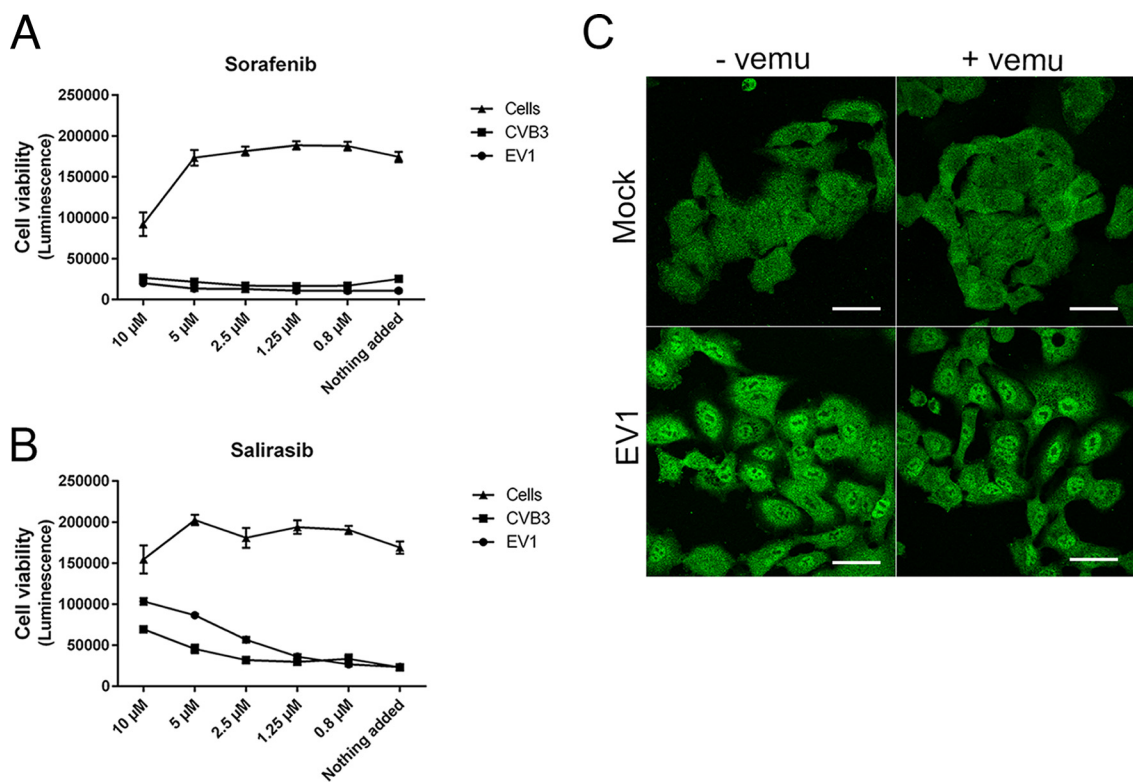 A
Sorafenib
250000
200000
150000
100000
50000
0
Cell viability
(Luminescence)
10 µM
5 µM
2.5 µM
1.25 µM
0.8 µM
Nothing added
Cells
CVB3
EV1
B
Salirasib
250000
200000
150000
100000
50000
0
Cell viability
(Luminescence)
10 µM
5 µM
2.5 µM
1.25 µM
0.8 µM
Nothing added
Cells
CVB3
EV1
C
- vemu
+ vemu
Mock
EV1